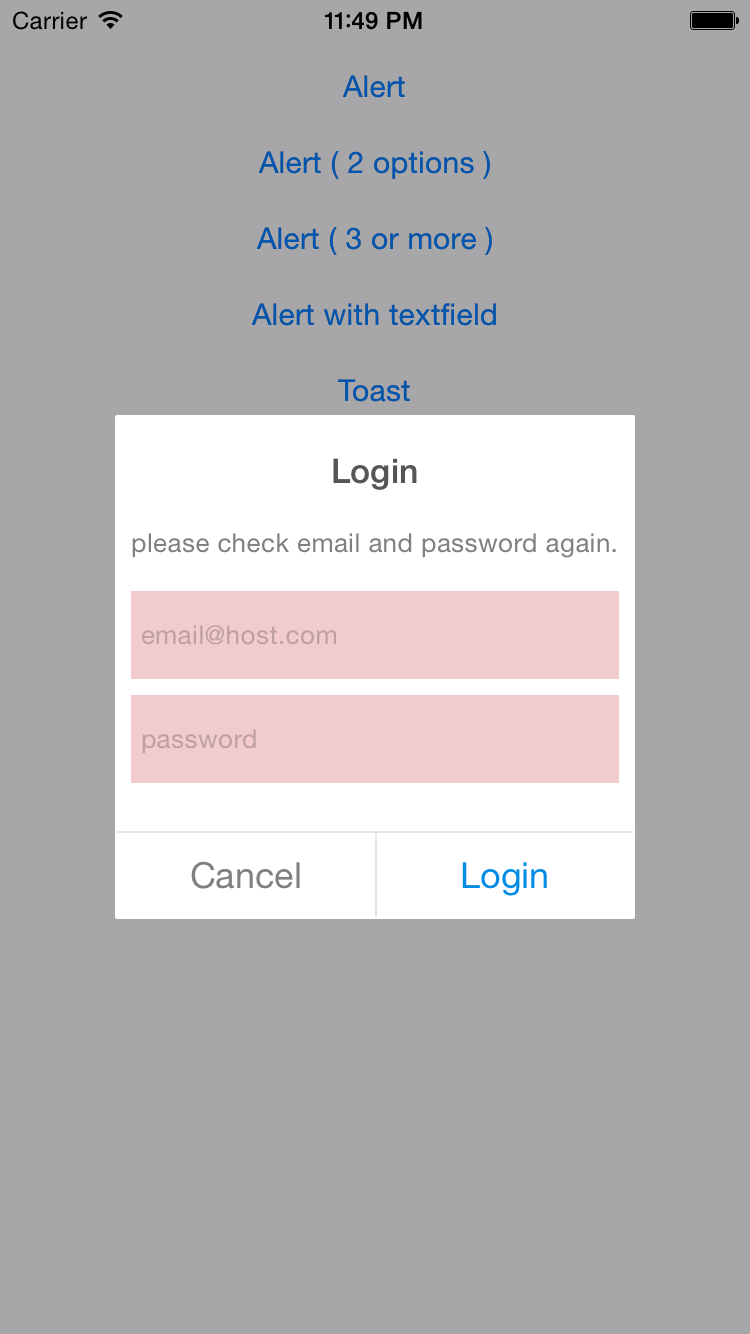 Carrier 11:49 PM
Alert
Alert ( 2 options )
Alert ( 3 or more )
Alert with textfield
Toast
Login
please check email and password again.
email@host.com
password
Cancel Login